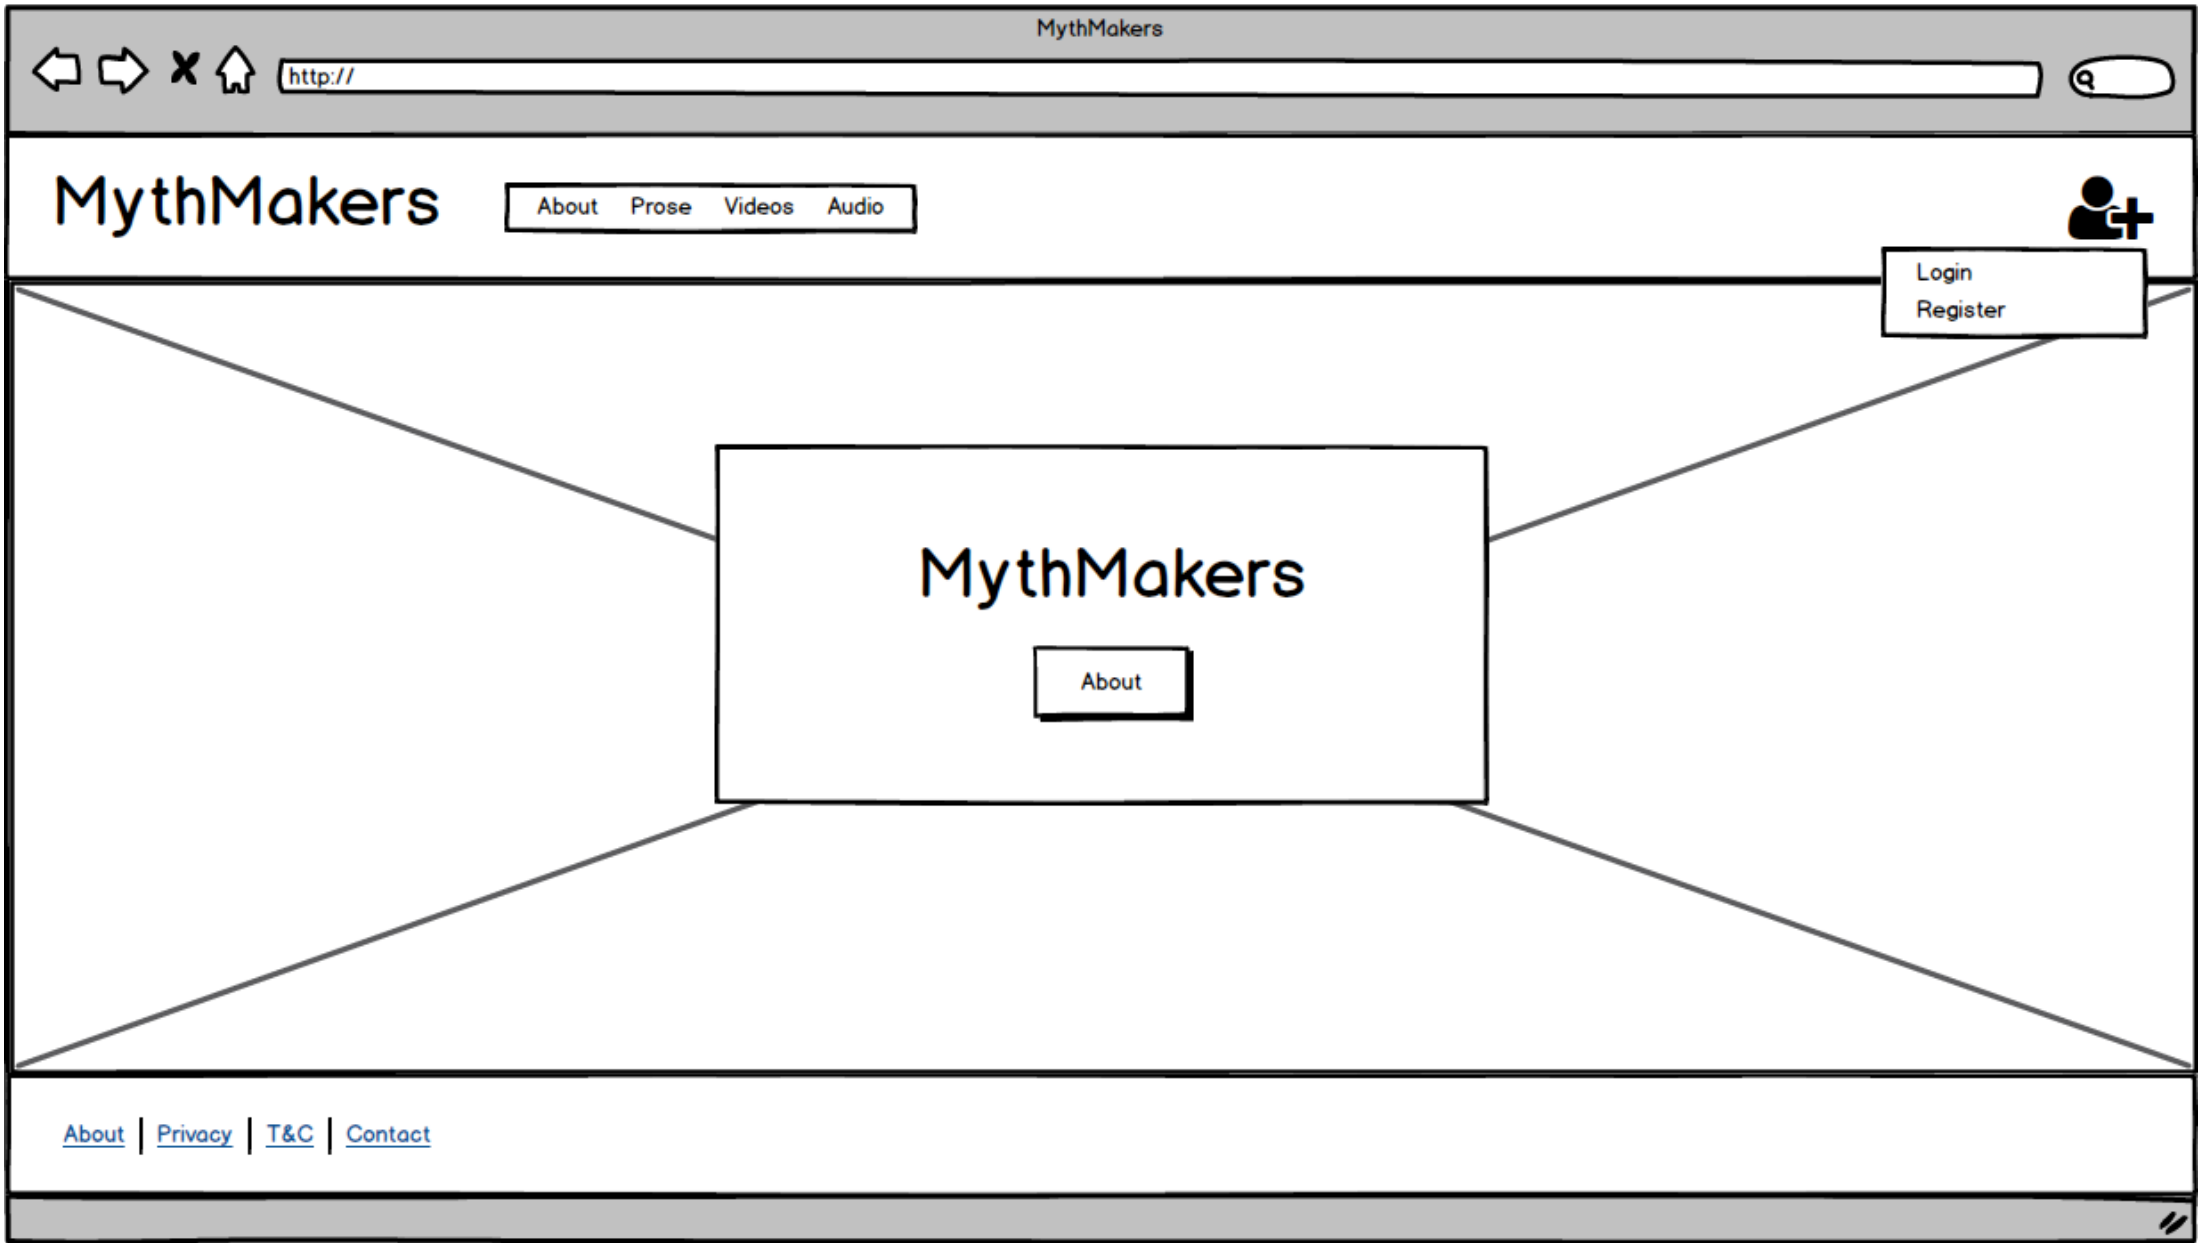 MythMakers
http://
MythMakers
About Prose Videos Audio
Login
Register
MythMakers
About
About | Privacy | T&C | Contact